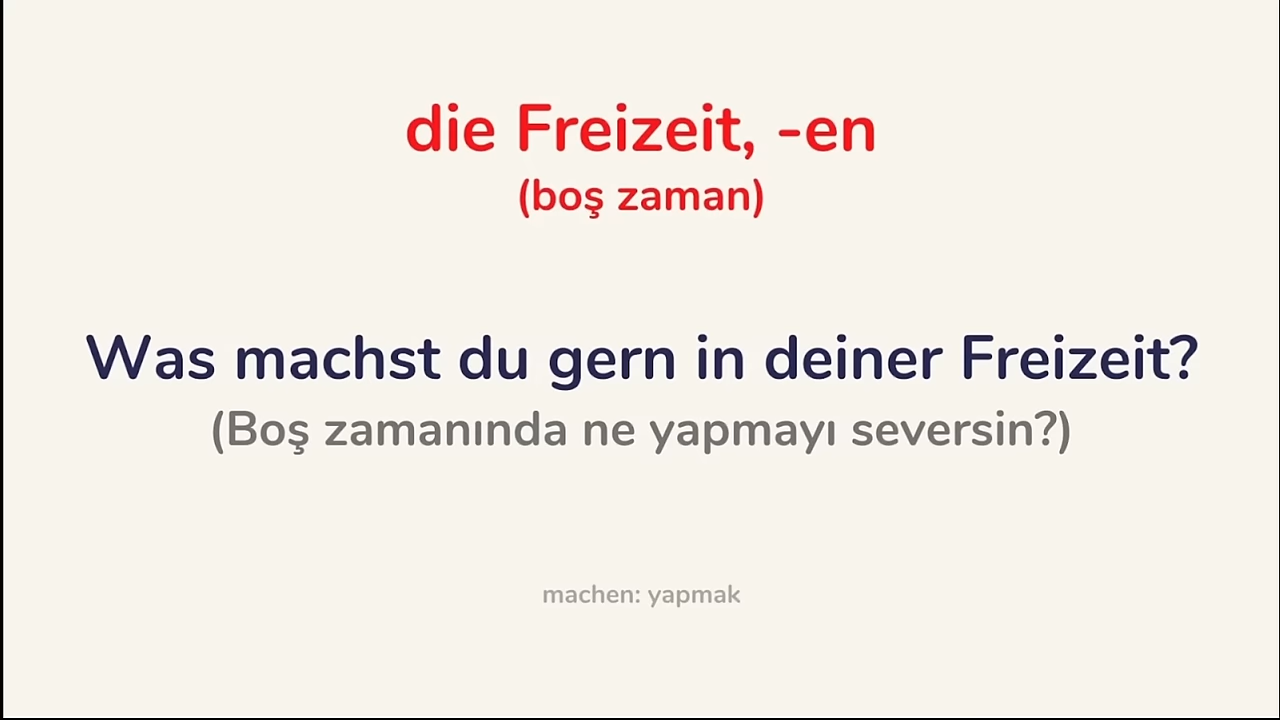 die Freizeit, -en
(boş zaman)
Was machst du gern in deiner Freizeit?
(Boş zamanında ne yapmayı seversin?)
machen: yapmak